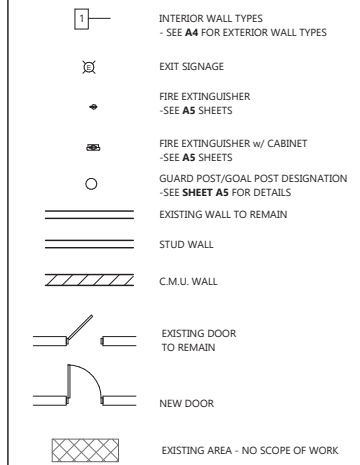 1
INTERIOR WALL TYPES
- SEE A4 FOR EXTERIOR WALL TYPES
E
EXIT SIGNAGE
FIRE EXTINGUISHER
-SEE A5 SHEETS
FIRE EXTINGUISHER w/ CABINET
-SEE A5 SHEETS
GUARD POST/GOAL POST DESIGNATION
-SEE SHEET A5 FOR DETAILS
EXISTING WALL TO REMAIN
STUD WALL
C.M.U. WALL
EXISTING DOOR
TO REMAIN
NEW DOOR
EXISTING AREA - NO SCOPE OF WORK